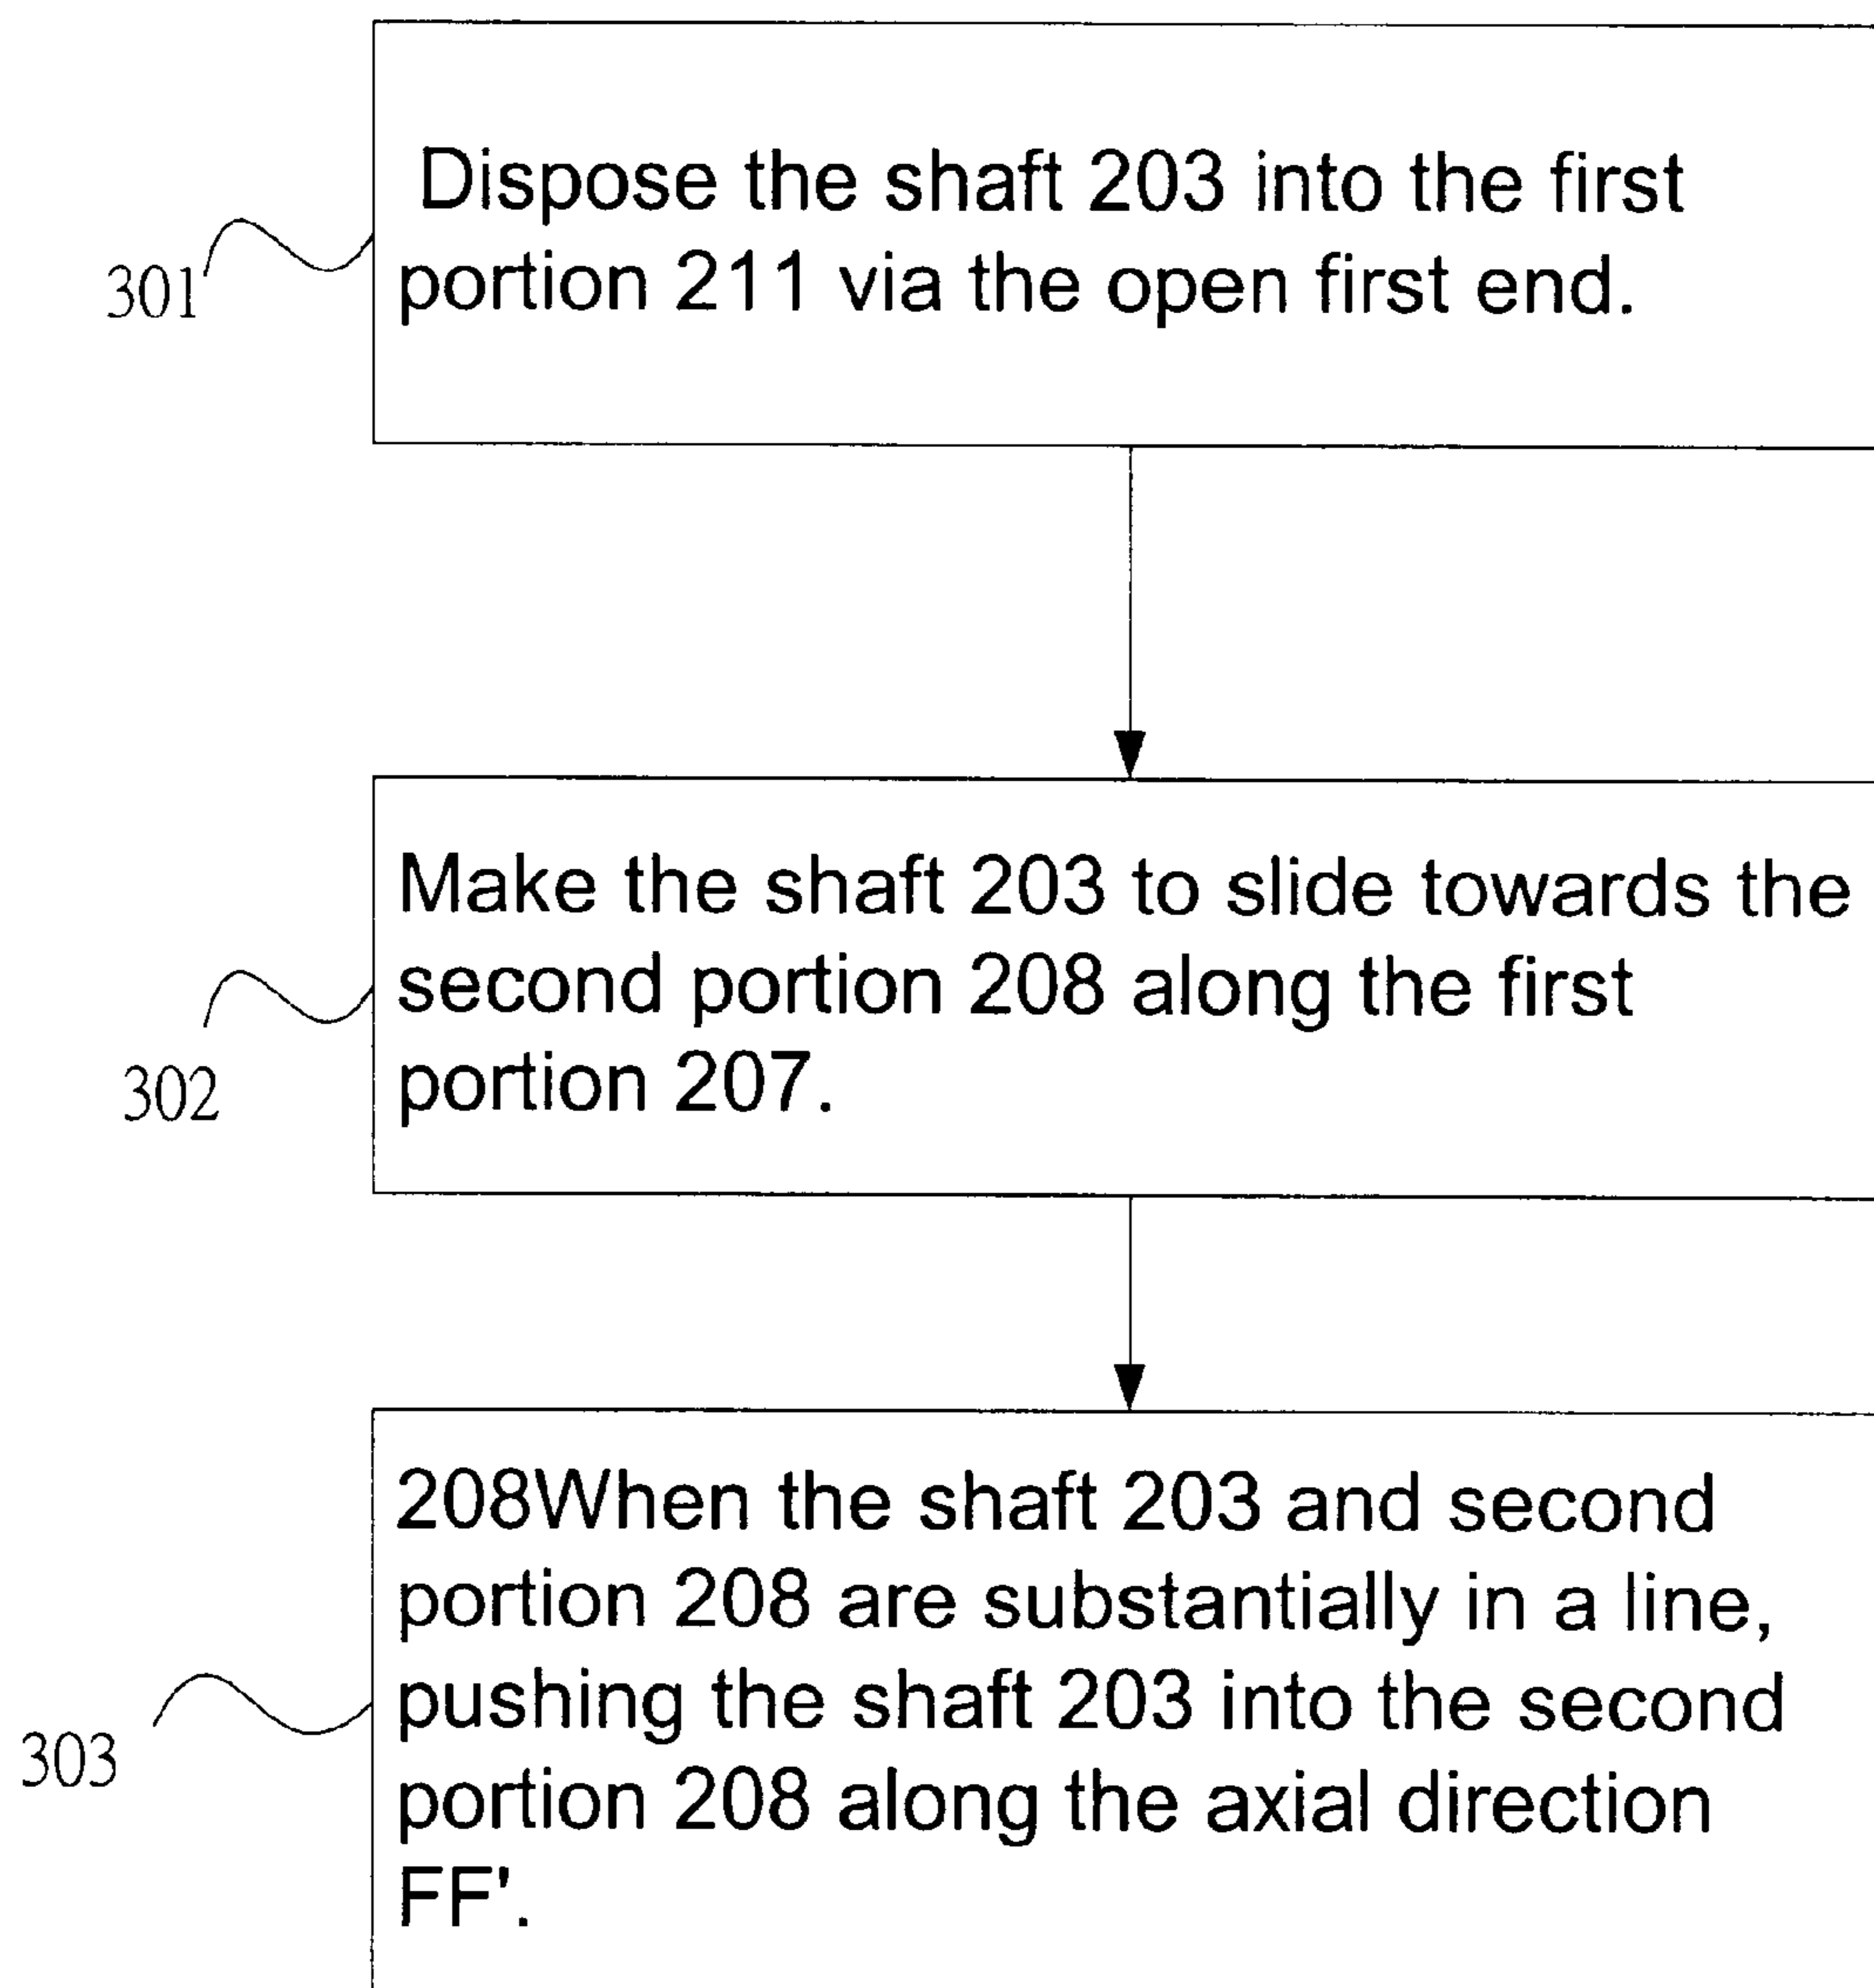 Dispose the shaft 203 into the first
portion 211 via the open first end.
301
Make the shaft 203 to slide towards the
second portion 208 along the first
portion 207.
302
208When the shaft 203 and second
portion 208 are substantially in a line,
pushing the shaft 203 into the second
portion 208 along the axial direction
FF'.
303